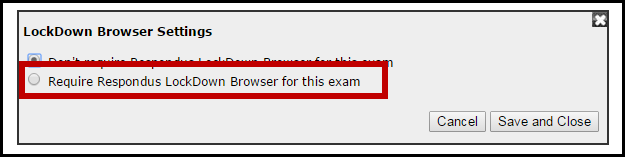 LockDown Browser Settings
Don't require Respondus LockDown Browser for this exam
Require Respondus LockDown Browser for this exam
Cancel Save and Close